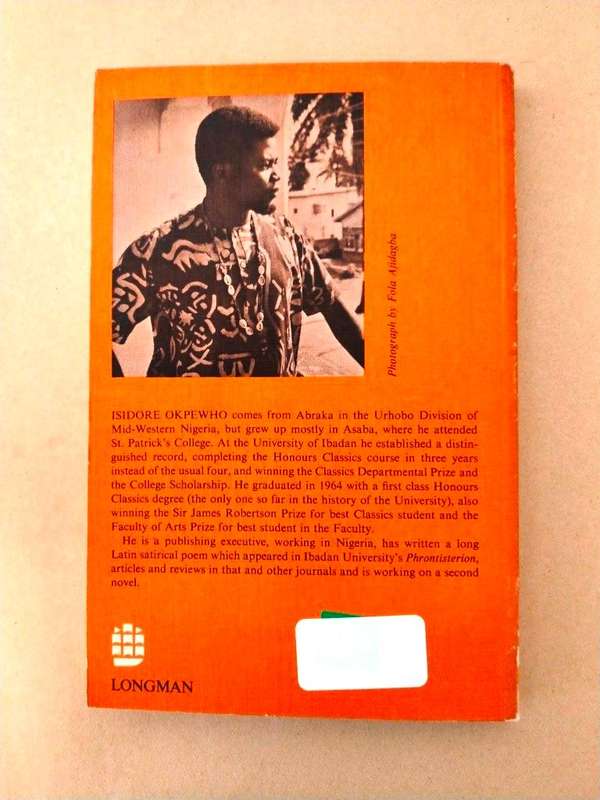 Photograph by Fola Afidagba
ISIDORE OKPEWHO comes from Abraka in the Urhobo Division of
Mid-Western Nigeria, but grew up mostly in Asaba, where he attended
St. Patrick's College. At the University of Ibadan he established a distin-
guished record, completing the Honours Classics course in three years
instead of the usual four, and winning the Classics Departmental Prize and
the College Scholarship. He graduated in 1964 with a first class Honours
Classics degree (the only one so far in the history of the University), also
winning the Sir James Robertson Prize for best Classics student and the
Faculty of Arts Prize for best student in the Faculty.
He is a publishing executive, working in Nigeria, has written a long
Latin satirical poem which appeared in Ibadan University's Phrontisterion,
articles and reviews in that and other journals and is working on a second
novel.
LONGMAN